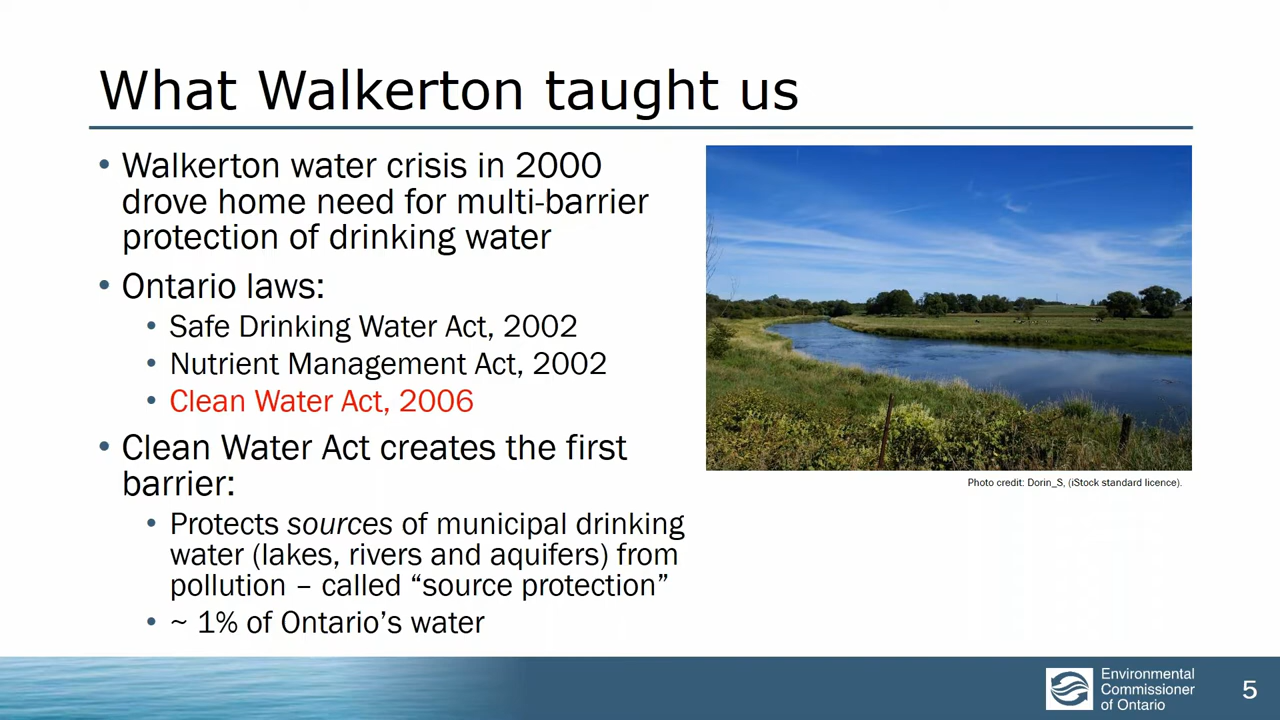 What Walkerton taught us
• Walkerton water crisis in 2000
drove home need for multi-barrier
protection of drinking water
• Ontario laws:
• Safe Drinking Water Act, 2002
• Nutrient Management Act, 2002
• Clean Water Act, 2006
• Clean Water Act creates the first
barrier:
• Protects sources of municipal drinking
water (lakes, rivers and aquifers) from
pollution – called “source protection”
• ~ 1% of Ontario’s water
Photo credit: Dorin_S, (iStock standard licence).
Environmental
Commissioner
of Ontario
5